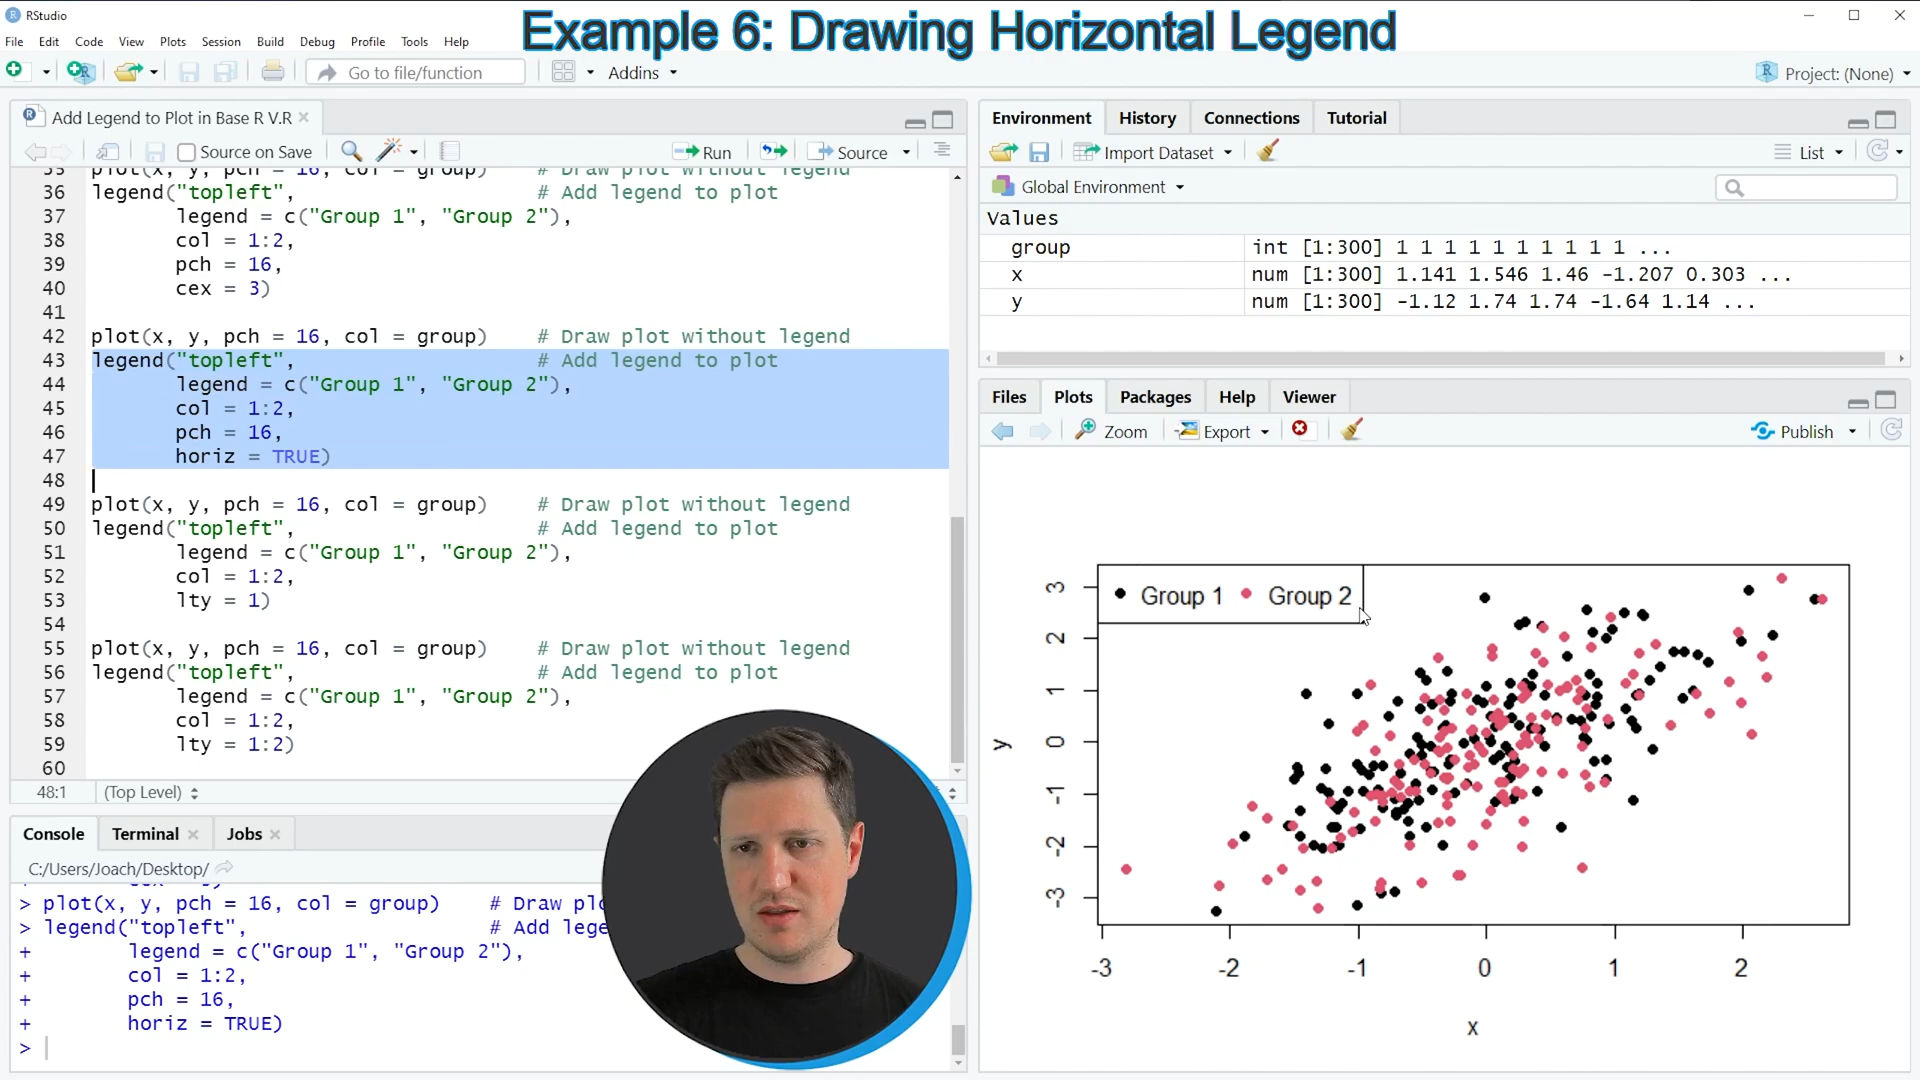 RStudio
Example 6: Drawing Horizontal Legend
File Edit Code View Plots Session Build Debug Profile Tools Help
Go to file/function
Addins
Project: (None)
Add Legend to Plot in Base R V.R
Source on Save
Run
Source
35 plot(x, y, pch = 16, col = group) # Draw plot without legend
36 legend("topleft", # Add legend to plot
37 legend = c("Group 1", "Group 2"),
38 col = 1:2,
39 pch = 16,
40 cex = 3)
41
42 plot(x, y, pch = 16, col = group) # Draw plot without legend
43 legend("topleft", # Add legend to plot
44 legend = c("Group 1", "Group 2"),
45 col = 1:2,
46 pch = 16,
47 horiz = TRUE)
48
49 plot(x, y, pch = 16, col = group) # Draw plot without legend
50 legend("topleft", # Add legend to plot
51 legend = c("Group 1", "Group 2"),
52 col = 1:2,
53 lty = 1)
54
55 plot(x, y, pch = 16, col = group) # Draw plot without legend
56 legend("topleft", # Add legend to plot
57 legend = c("Group 1", "Group 2"),
58 col = 1:2,
59 lty = 1:2)
60
48:1 (Top Level)
Console Terminal Jobs
C:/Users/Joach/Desktop/
> plot(x, y, pch = 16, col = group) # Draw
> legend("topleft", # Add
+ legend = c("Group 1", "Group 2"),
+ col = 1:2,
+ pch = 16,
+ horiz = TRUE)
>
Environment History Connections Tutorial
Import Dataset
List
Global Environment
Values
group int [1:300] 1 1 1 1 1 1 1 1 1 1 ...
x num [1:300] 1.141 1.546 1.46 -1.207 0.303 ...
y num [1:300] -1.12 1.74 1.74 -1.64 1.14 ...
Files Plots Packages Help Viewer
Zoom Export Publish
Group 1 Group 2
3
2
1
0
-1
-2
-3
y
-3 -2 -1 0 1 2
x